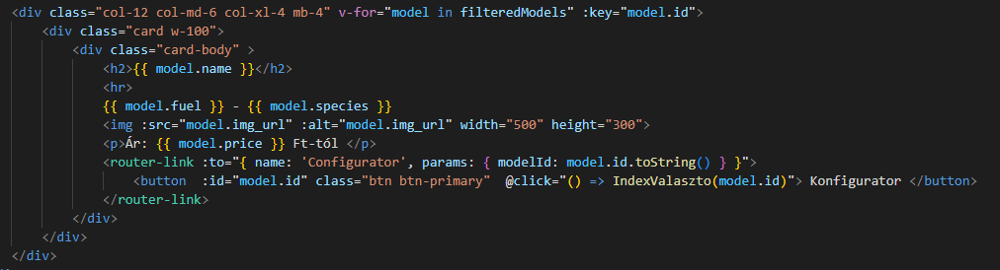 <div class="col-12 col-md-6 col-xl-4 mb-4" v-for="model in filteredModels" :key="model.id">
<div class="card w-100">
<div class="card-body" >
<h2>{{ model.name }}</h2>
<hr>
{{ model.fuel }} - {{ model.species }}
<img :src="model.img_url" :alt="model.img_url" width="500" height="300">
<p>Ár: {{ model.price }} Ft-tól </p>
<router-link :to="{ name: 'Configurator', params: { modelId: model.id.toString() } }">
<button  :id="model.id" class="btn btn-primary"  @click="() => IndexValaszto(model.id)"> Konfigurator </button>
</router-link>
</div>
</div>
</div>